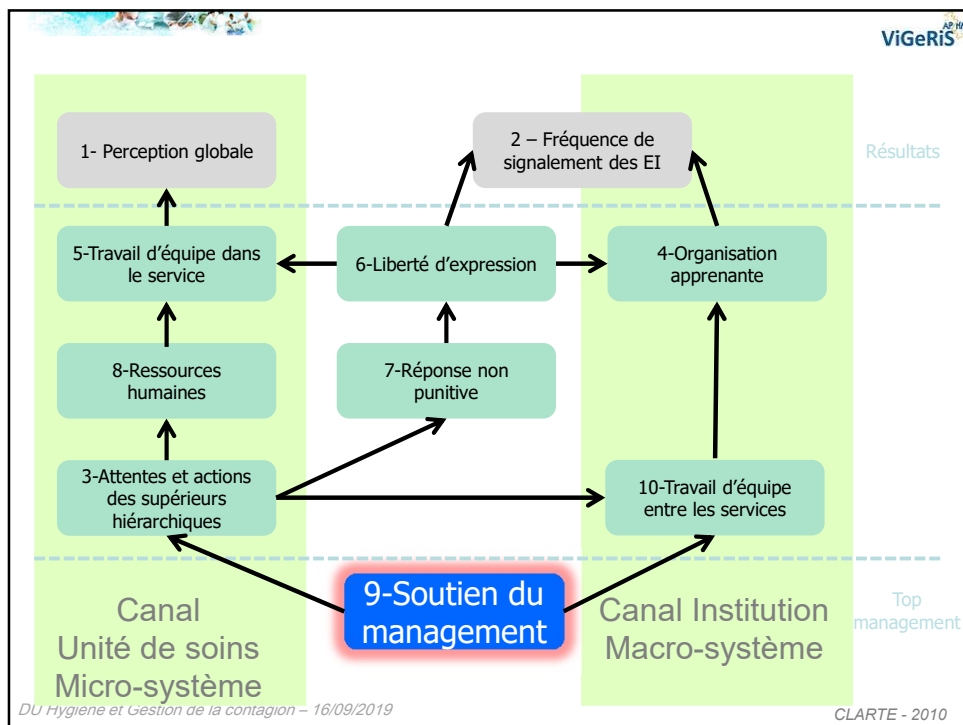 AP HM
ViGeRiS
1- Perception globale
2 – Fréquence de
signalement des EI
Résultats
5-Travail d'équipe dans
le service
6-Liberté d'expression
4-Organisation
apprenante
8-Ressources
humaines
7-Réponse non
punitive
3-Attentes et actions
des supérieurs
hiérarchiques
10-Travail d'équipe
entre les services
9-Soutien du
management
Canal
Unité de soins
Micro-système
Canal Institution
Macro-système
Top
management
DU Hygiène et Gestion de la contagion – 16/09/2019
CLARTE - 2010